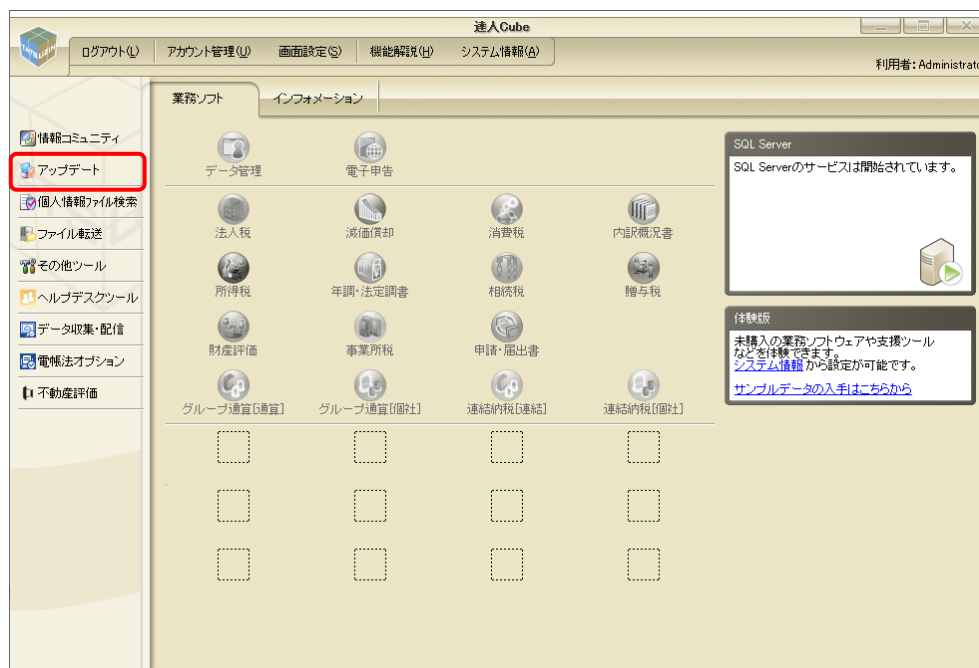 達人Cube
ログアウト(L)
アカウント管理(U)
画面設定(S)
機能解説(H)
システム情報(A)
利用者：Administrato
業務ソフト
インフォメーション
情報コミュニティ
アップデート
個人情報ファイル検索
ファイル転送
その他ツール
ヘルプデスクツール
データ収集・配信
電帳法オプション
不動産評価
データ管理
電子申告
法人税
減価償却
消費税
内訳概況書
所得税
年調・法定調書
相続税
贈与税
財産評価
事業所税
申請・届出書
グループ通算[通算]
グループ通算[個社]
連結納税[連結]
連結納税[個社]
SQL Server
SQL Serverのサービスは開始されています。
体験版
未購入の業務ソフトウェアや支援ツール
などを体験できます。
システム情報 から設定が可能です。
サンプルデータの入手はこちらから